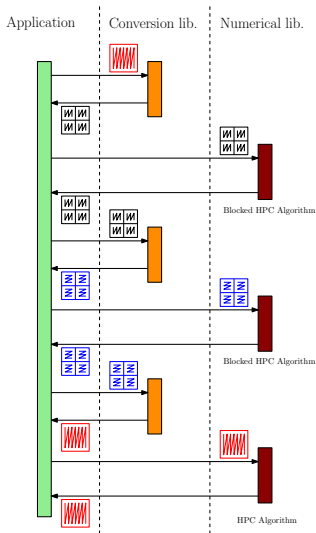 Application
Conversion lib.
Numerical lib.
Blocked HPC Algorithm
Blocked HPC Algorithm
HPC Algorithm